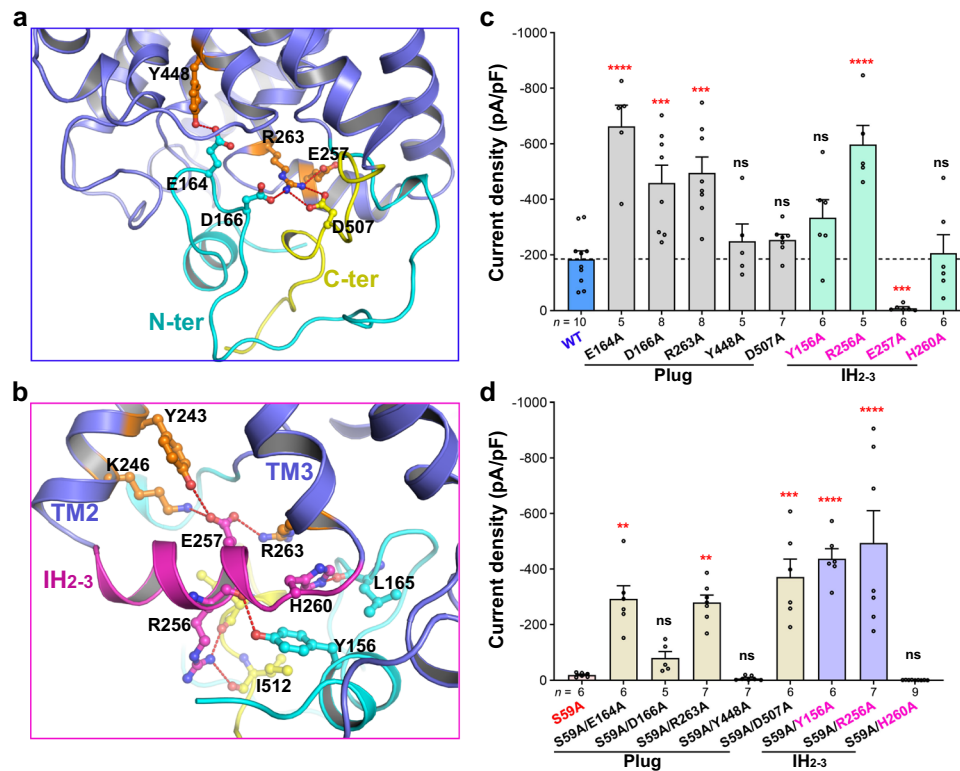 a
Y448
R263
E257
E164
D166
D507
C-ter
N-ter
b
Y243
K246
TM3
TM2
E257
R263
IH2-3
L165
H260
R256
Y156
I512
c
Current density (pA/pF)
-1000
-800
-600
-400
-200
0
****
***
***
ns
ns
ns
****
***
ns
n = 10 5 8 8 5 7 6 5 6 6
WT E164A D166A R263A Y448A D507A Y156A R256A E257A H260A
Plug IH2-3
d
Current density (pA/pF)
-1000
-800
-600
-400
-200
0
**
ns
**
ns
***
****
****
ns
n = 6 6 5 7 7 6 6 7 9
S59A S59A/E164A S59A/D166A S59A/R263A S59A/Y448A S59A/D507A S59A/Y156A S59A/R256A S59A/H260A
Plug IH2-3